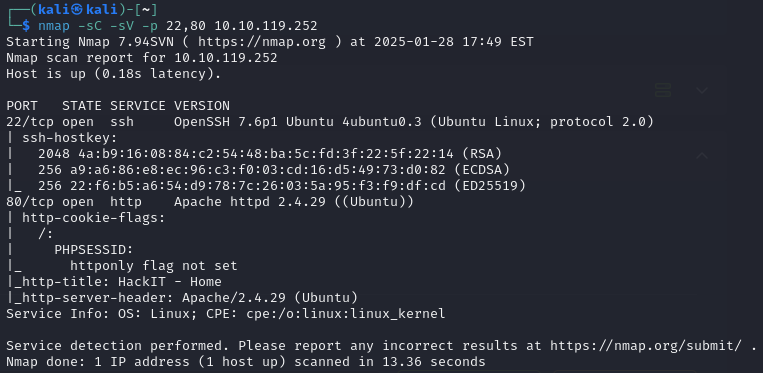 ┌──(kali㉿kali)-[~]
└─$ nmap -sC -sV -p 22,80 10.10.119.252
Starting Nmap 7.94SVN ( https://nmap.org ) at 2025-01-28 17:49 EST
Nmap scan report for 10.10.119.252
Host is up (0.18s latency).

PORT   STATE SERVICE VERSION
22/tcp open  ssh     OpenSSH 7.6p1 Ubuntu 4ubuntu0.3 (Ubuntu Linux; protocol 2.0)
| ssh-hostkey:
|   2048 4a:b9:16:08:84:c2:54:48:ba:5c:fd:3f:22:5f:22:14 (RSA)
|   256 a9:a6:86:e8:ec:96:c3:f0:03:cd:16:d5:49:73:d0:82 (ECDSA)
|_  256 22:f6:b5:a6:54:d9:78:7c:26:03:5a:95:f3:f9:df:cd (ED25519)
80/tcp open  http    Apache httpd 2.4.29 ((Ubuntu))
| http-cookie-flags:
|   /:
|     PHPSESSID:
|_      httponly flag not set
|_http-title: HackIT - Home
|_http-server-header: Apache/2.4.29 (Ubuntu)
Service Info: OS: Linux; CPE: cpe:/o:linux:linux_kernel

Service detection performed. Please report any incorrect results at https://nmap.org/submit/ .
Nmap done: 1 IP address (1 host up) scanned in 13.36 seconds